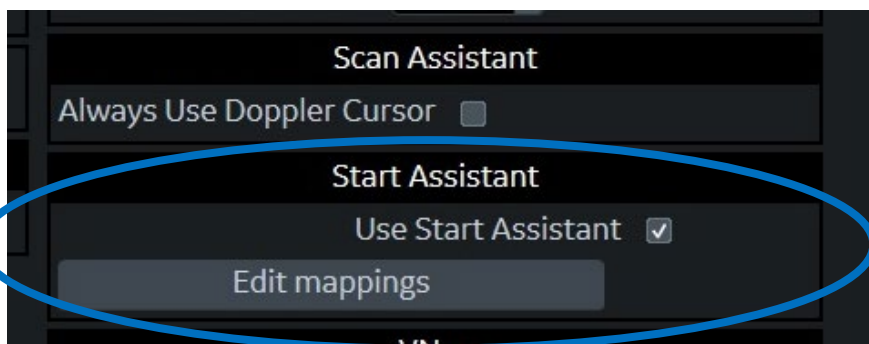 Scan Assistant
Always Use Doppler Cursor
Start Assistant
Use Start Assistant
Edit mappings